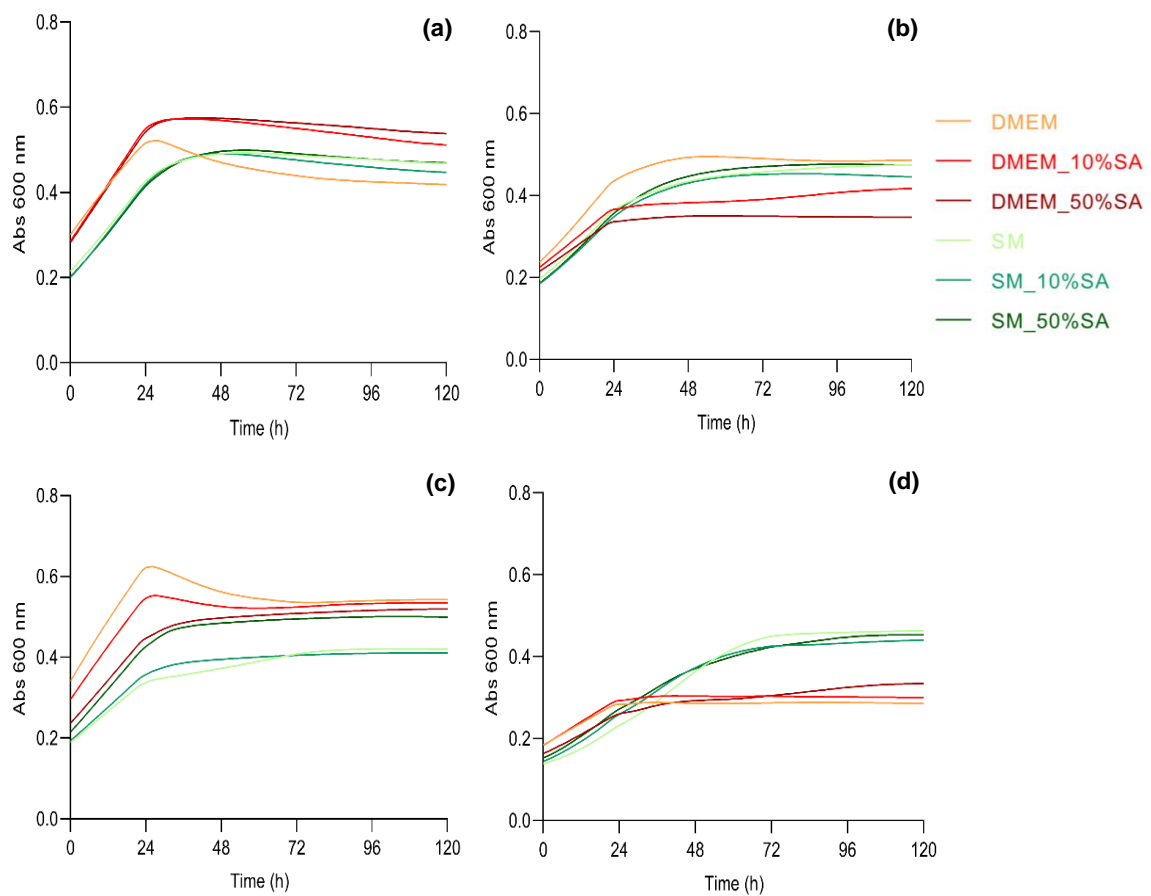 (a)
0.8
0.6
0.4
0.2
0.0
Abs 600 nm
0 24 48 72 96 120
Time (h)
(b)
0.8
0.6
0.4
0.2
0.0
Abs 600 nm
0 24 48 72 96 120
Time (h)
DMEM
DMEM_10%SA
DMEM_50%SA
SM
SM_10%SA
SM_50%SA
(c)
0.8
0.6
0.4
0.2
0.0
Abs 600 nm
0 24 48 72 96 120
Time (h)
(d)
0.8
0.6
0.4
0.2
0.0
Abs 600 nm
0 24 48 72 96 120
Time (h)